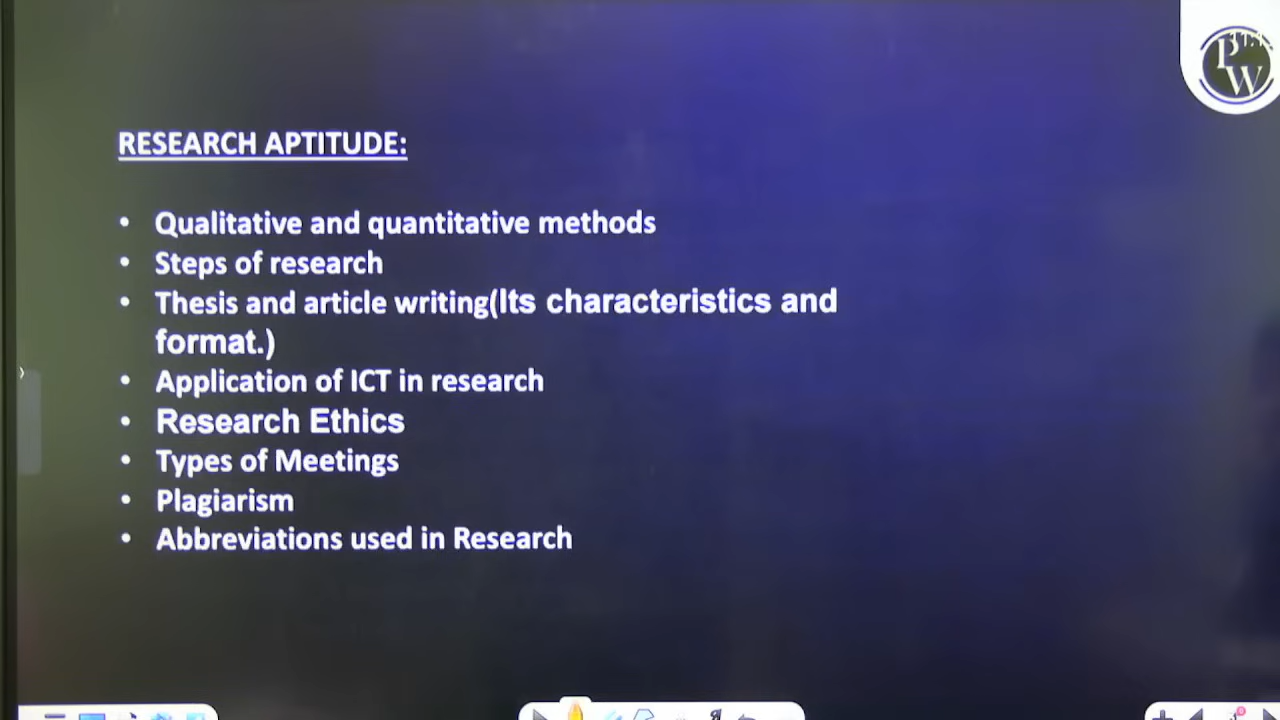 PW
RESEARCH APTITUDE:
• Qualitative and quantitative methods
• Steps of research
• Thesis and article writing(Its characteristics and
format.)
• Application of ICT in research
• Research Ethics
• Types of Meetings
• Plagiarism
• Abbreviations used in Research